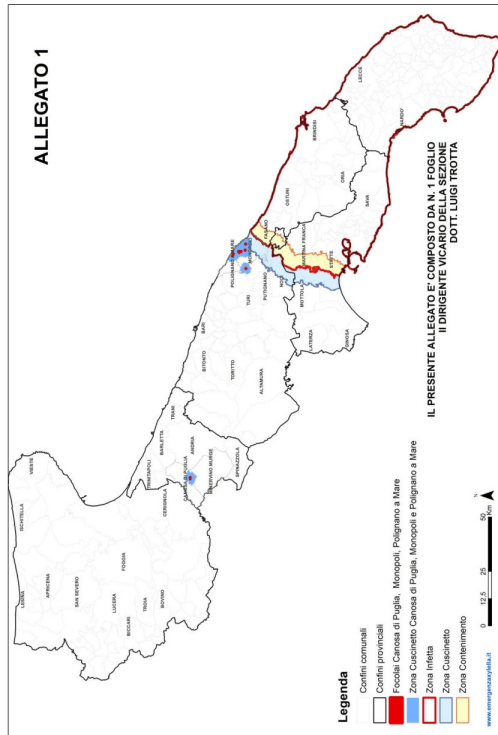 ALLEGATO 1
LESINA
ISCHITELLA
VIESTE
APRICENA
SAN SEVERO
LUCERA
FOGGIA
BICCARI
TROIA
BOVINO
CERIGNOLA
TRINITAPOLI
BARLETTA
TRANI
CANOSA DI PUGLIA
ANDRIA
MINERVINO MURGE
SPINAZZOLA
BITONTO
BARI
TORITTO
ALTAMURA
POLIGNANO A MARE
TURI
PUTIGNANO
NOCI
MOTTOLA
LATERZA
GINOSA
FASANO
MARTINA FRANCA
STATTE
OSTUNI
BRINDISI
ORIA
SAVA
LECCE
NARDO'
IL PRESENTE ALLEGATO E' COMPOSTO DA N. 1 FOGLIO
Il DIRIGENTE VICARIO DELLA SEZIONE
DOTT. LUIGI TROTTA
Legenda
Confini comunali
Confini provinciali
Focolai Canosa di Puglia, Monopoli, Polignano a Mare
Zona Cuscinetto Canosa di Puglia, Monopoli e Polignano a Mare
Zona Infetta
Zona Cuscinetto
Zona Contenimento
0 12,5 25 50
Km
N
www.emergenzaxylella.it